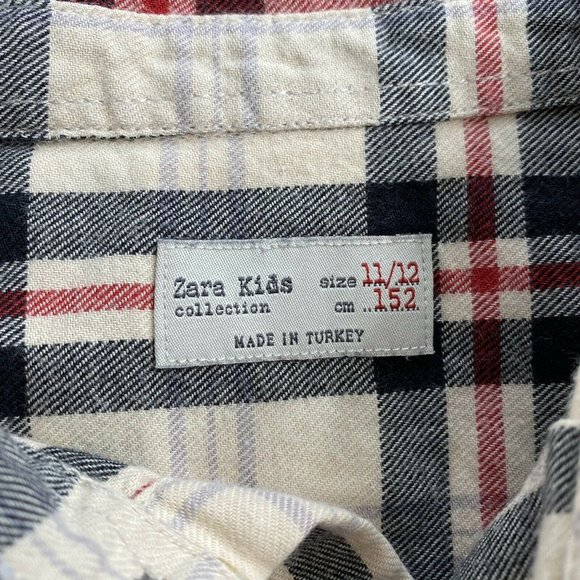 Zara Kids size 11/12
collection cm 152
MADE IN TURKEY